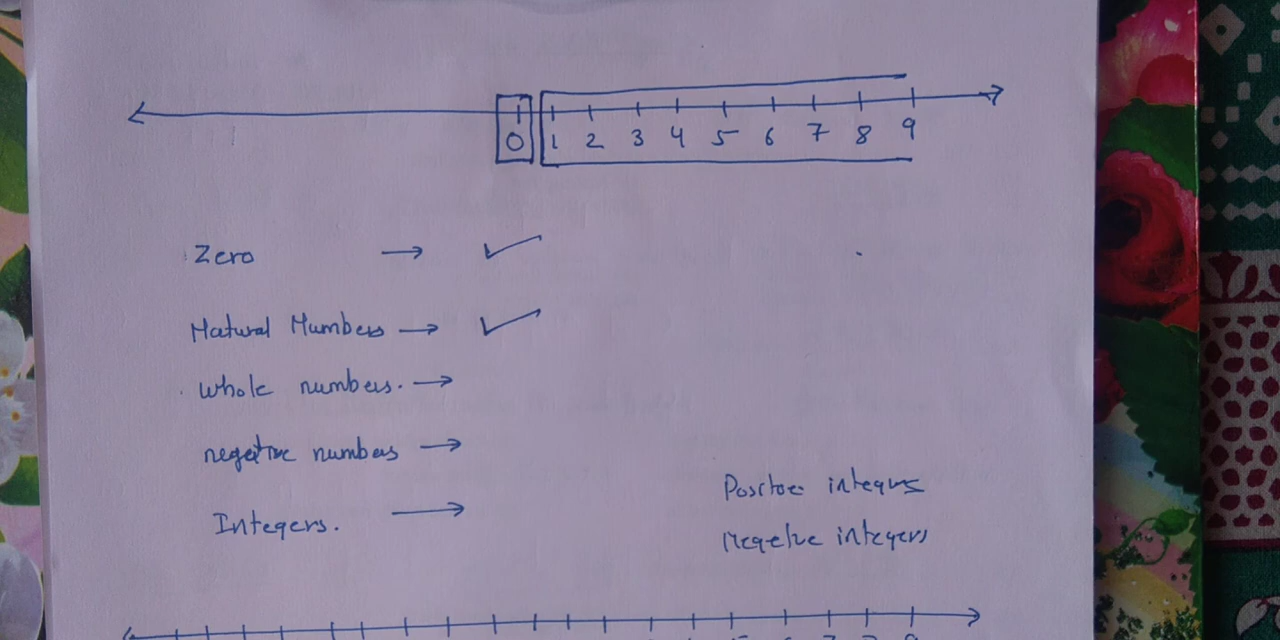 0 1 2 3 4 5 6 7 8 9
Zero → ✓
Natural Numbers → ✓
Whole numbers. →
negative numbers →
Integers. →
Positive integers
Negative integers